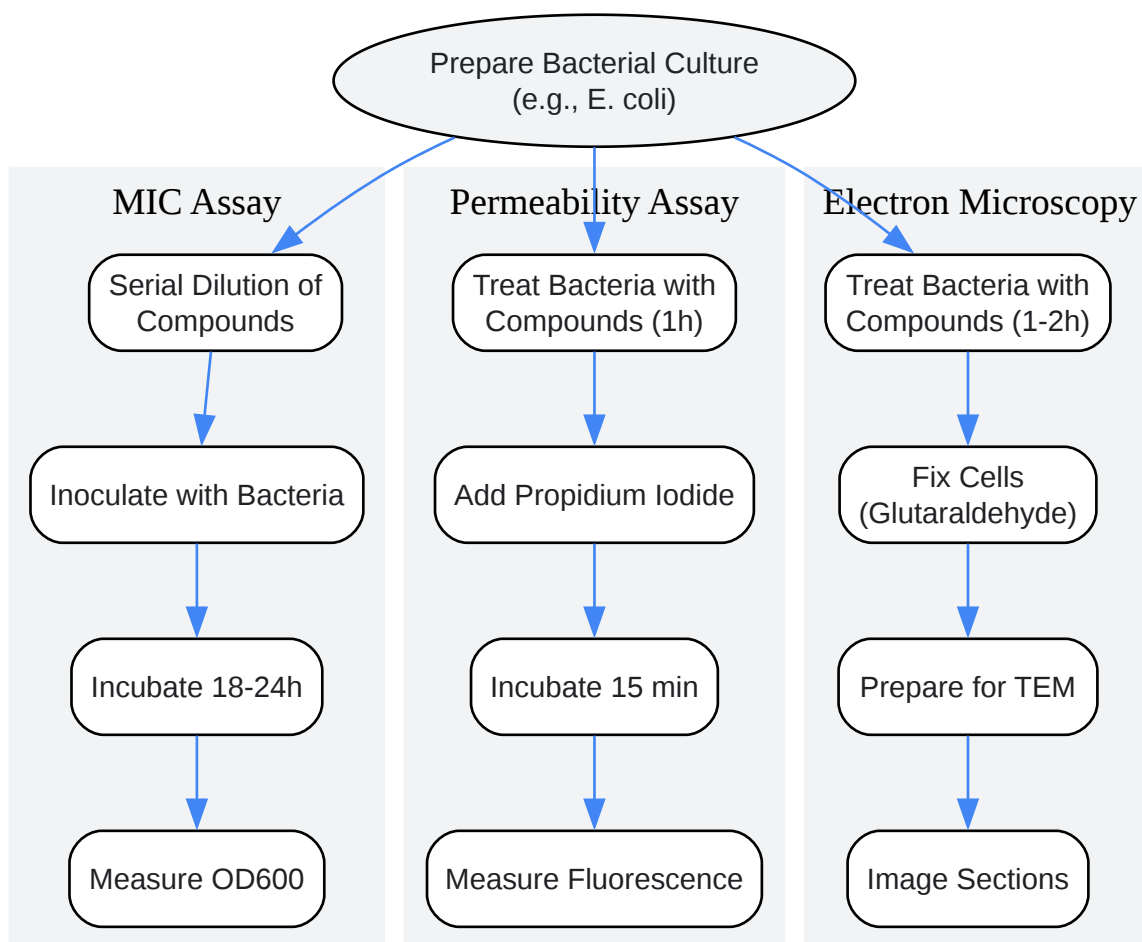 Prepare Bacterial Culture
(e.g., E. coli)
MIC Assay
Serial Dilution of
Compounds
Inoculate with Bacteria
Incubate 18-24h
Measure OD600
Permeability Assay
Treat Bacteria with
Compounds (1h)
Add Propidium Iodide
Incubate 15 min
Measure Fluorescence
Electron Microscopy
Treat Bacteria with
Compounds (1-2h)
Fix Cells
(Glutaraldehyde)
Prepare for TEM
Image Sections